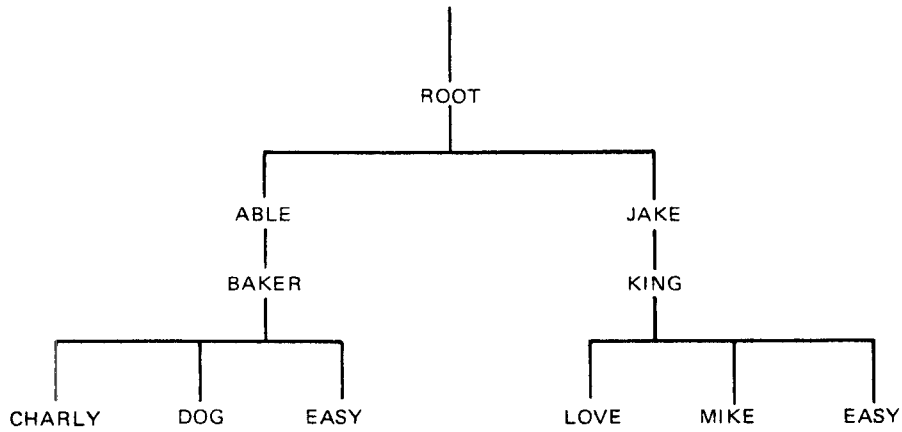 ROOT
ABLE JAKE
BAKER KING
CHARLY DOG EASY LOVE MIKE EASY